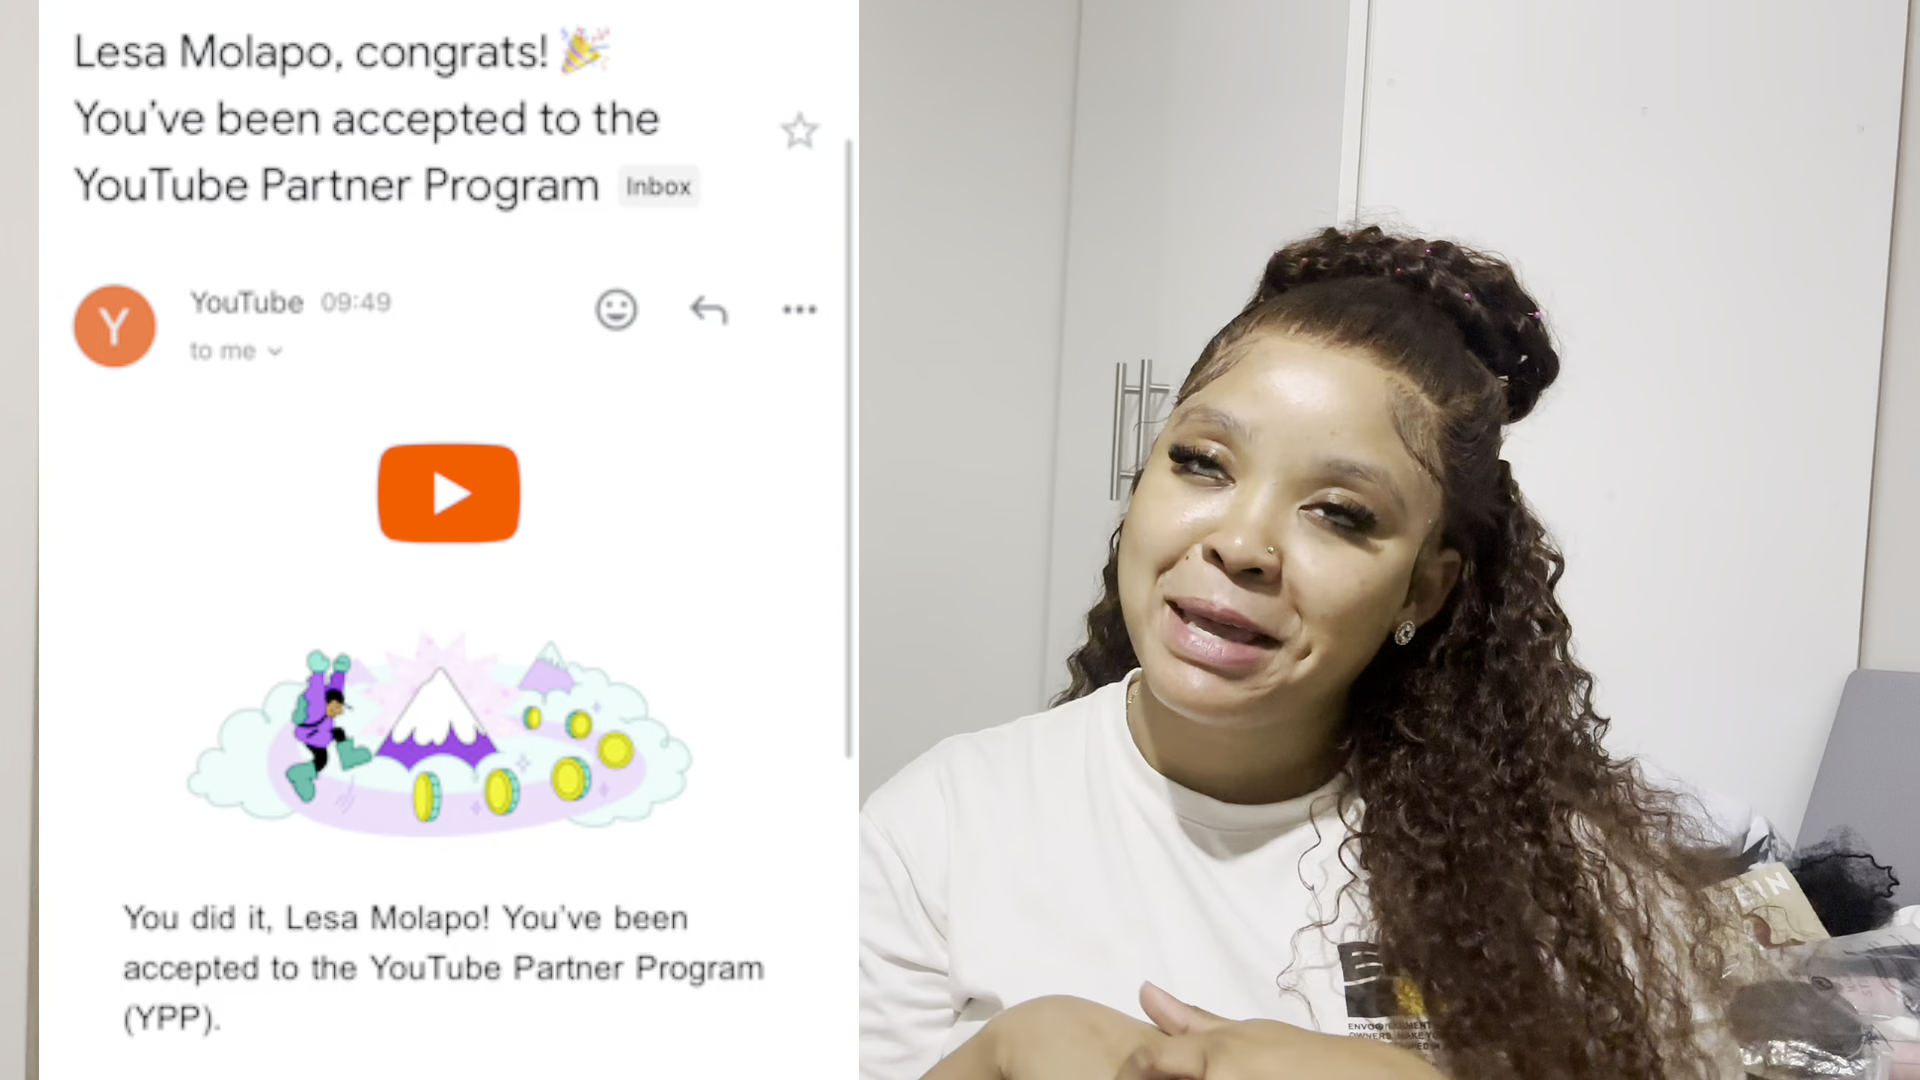 Lesa Molapo, congrats! 🎉
You've been accepted to the
YouTube Partner Program Inbox
Y
YouTube 09:49
to me
You did it, Lesa Molapo! You've been
accepted to the YouTube Partner Program
(YPP).